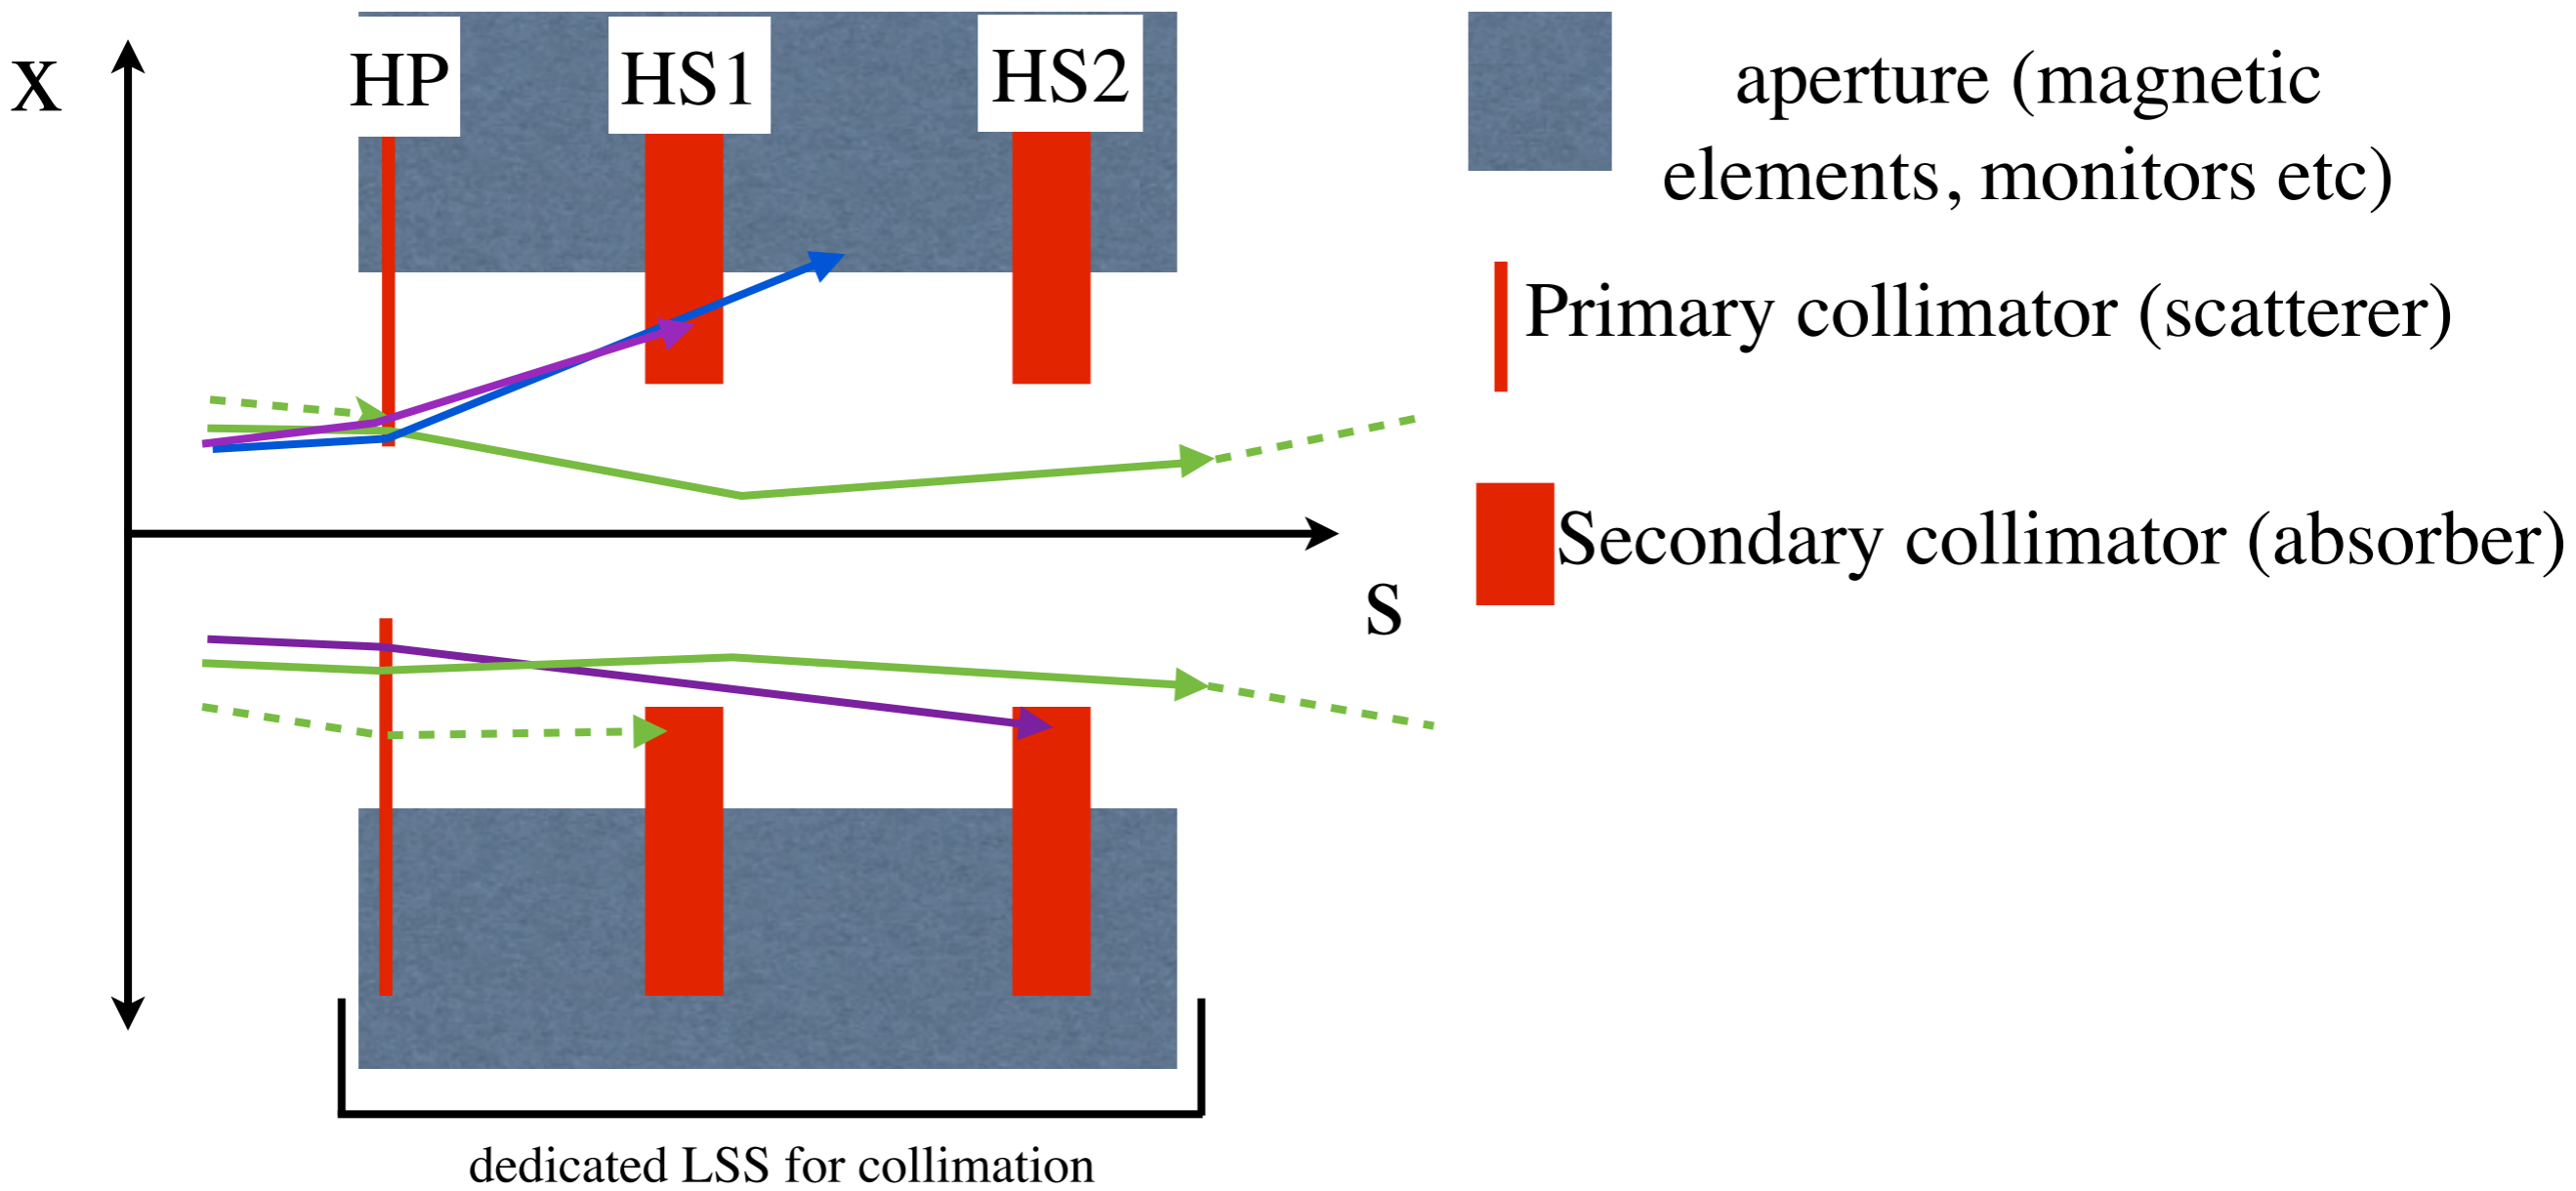 x
HP
HS1
HS2
aperture (magnetic
elements, monitors etc)
Primary collimator (scatterer)
Secondary collimator (absorber)
s
dedicated LSS for collimation